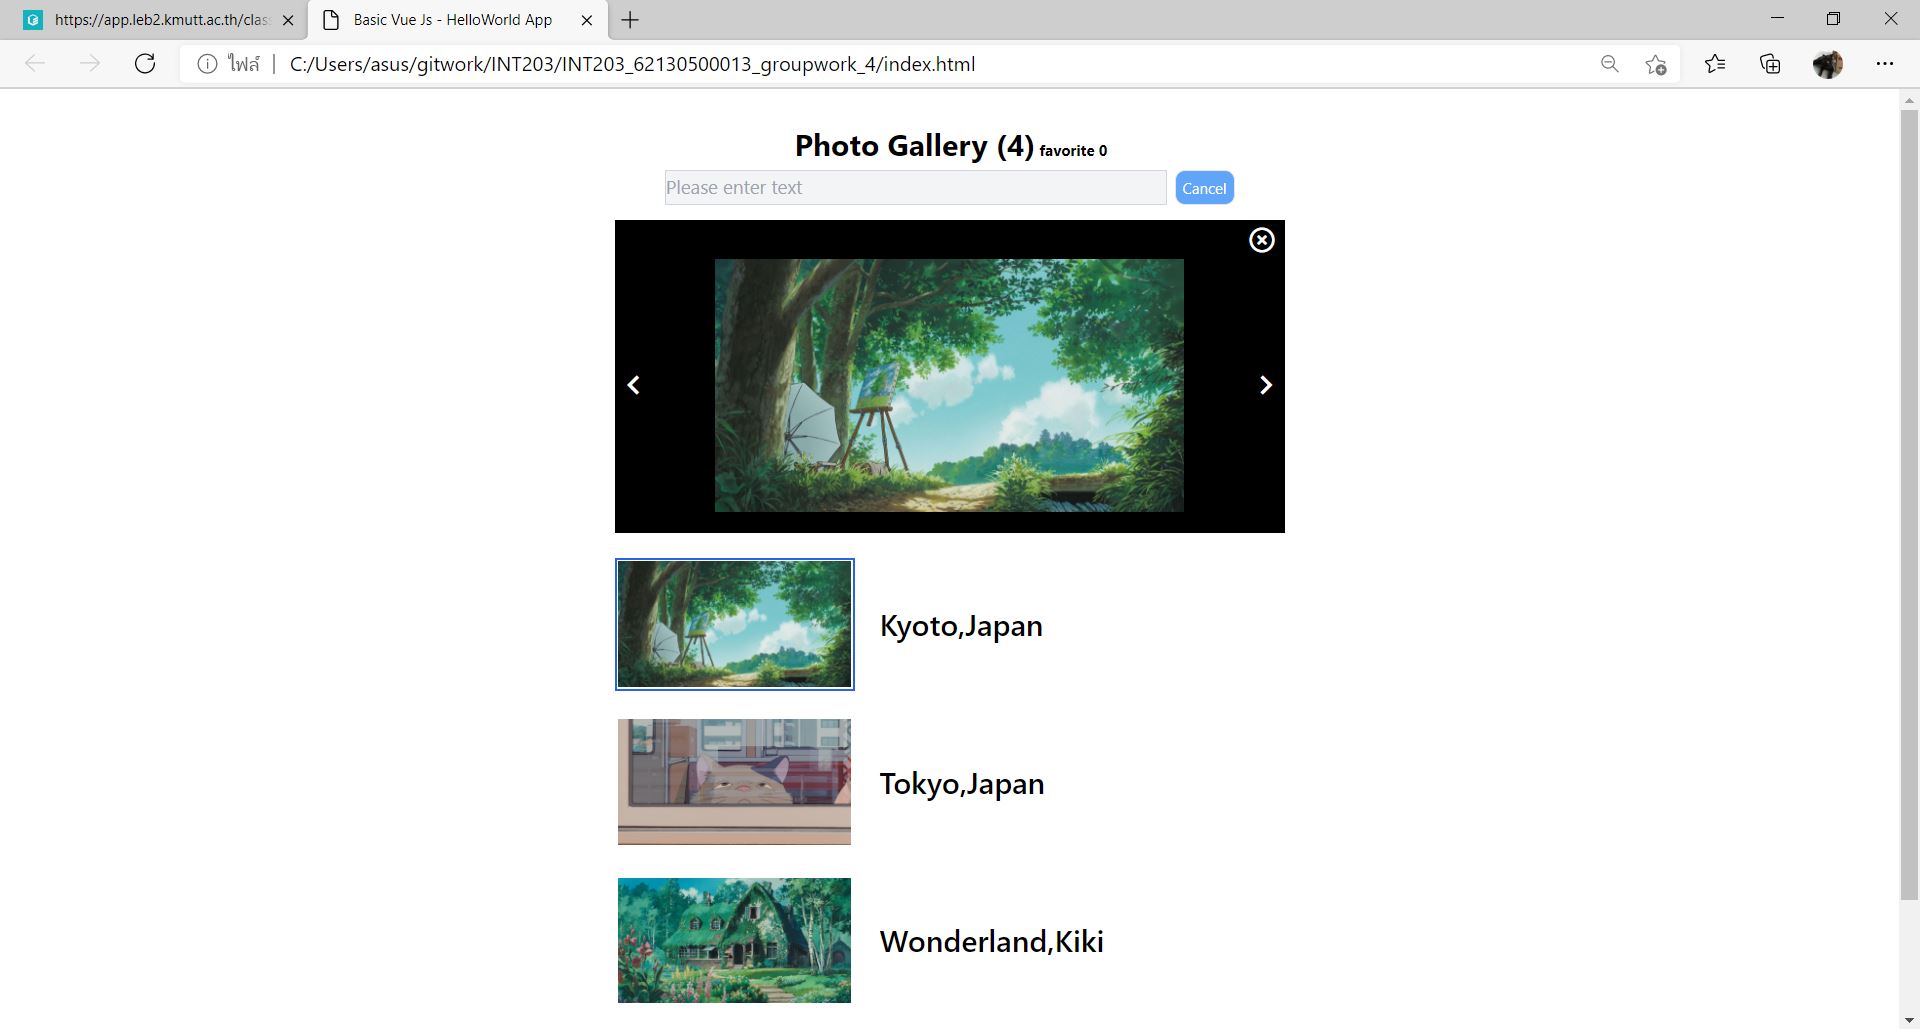 https://app.leb2.kmutt.ac.th/clas
Basic Vue Js - HelloWorld App
ไฟล์
C:/Users/asus/gitwork/INT203/INT203_62130500013_groupwork_4/index.html
Photo Gallery (4) favorite 0
Please enter text
Cancel
Kyoto,Japan
Tokyo,Japan
Wonderland,Kiki